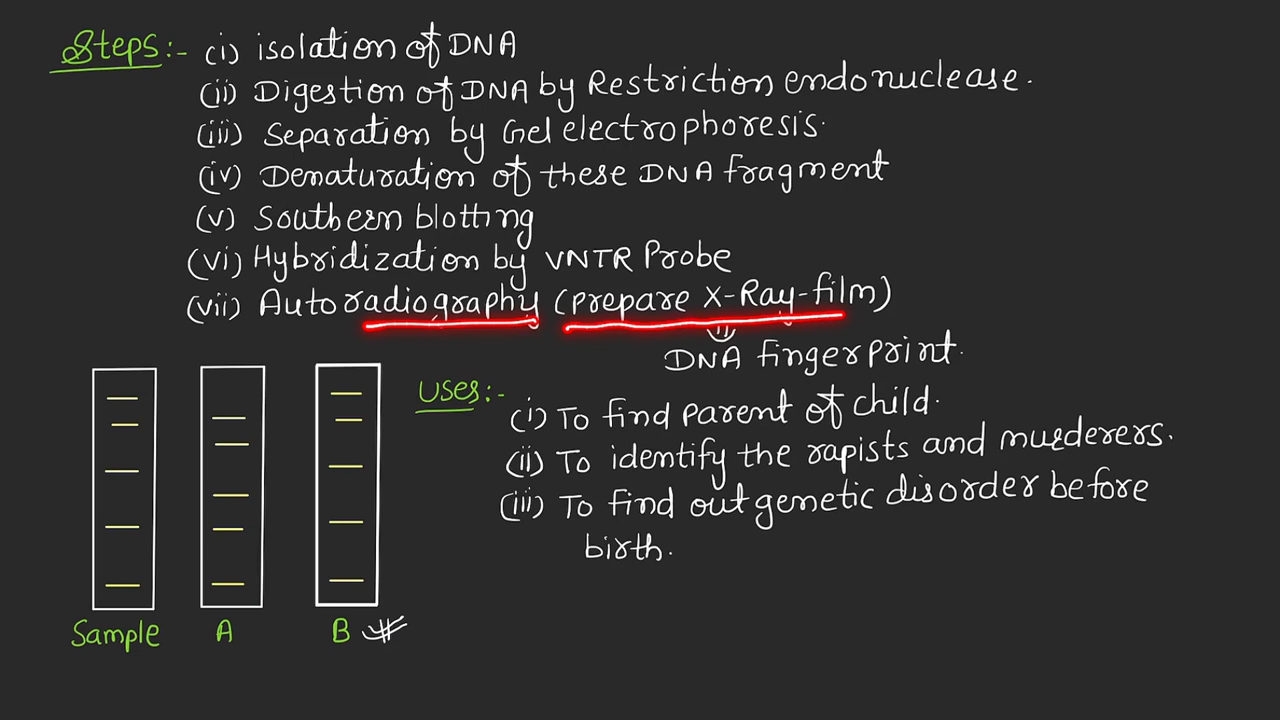 Steps:-
(i) isolation of DNA
(ii) Digestion of DNA by Restriction endonuclease.
(iii) Separation by Gel electrophoresis.
(iv) Denaturation of these DNA fragment
(v) Southern blotting
(vi) Hybridization by VNTR Probe
(vii) Autoradiography (prepare X-Ray-film)
DNA fingerprint.
Uses:-
(i) To find parent of child.
(ii) To identify the rapists and murderers.
(iii) To find out genetic disorder before
birth.
Sample A B